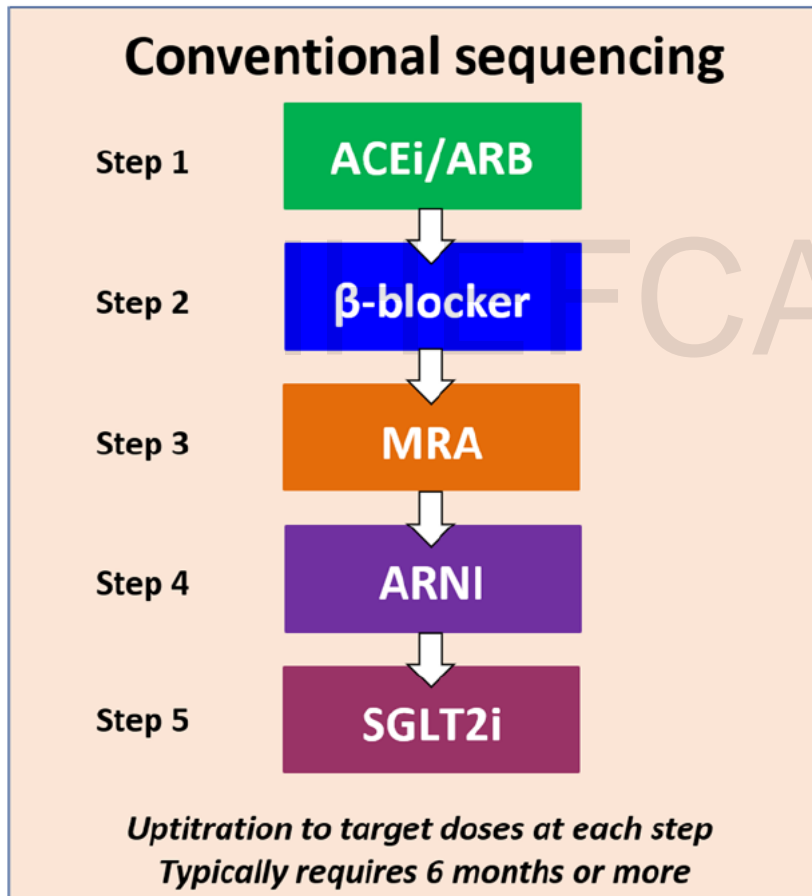 Conventional sequencing
Step 1 ACEi/ARB
Step 2 β-blocker
Step 3 MRA
Step 4 ARNI
Step 5 SGLT2i
Uptitration to target doses at each step
Typically requires 6 months or more